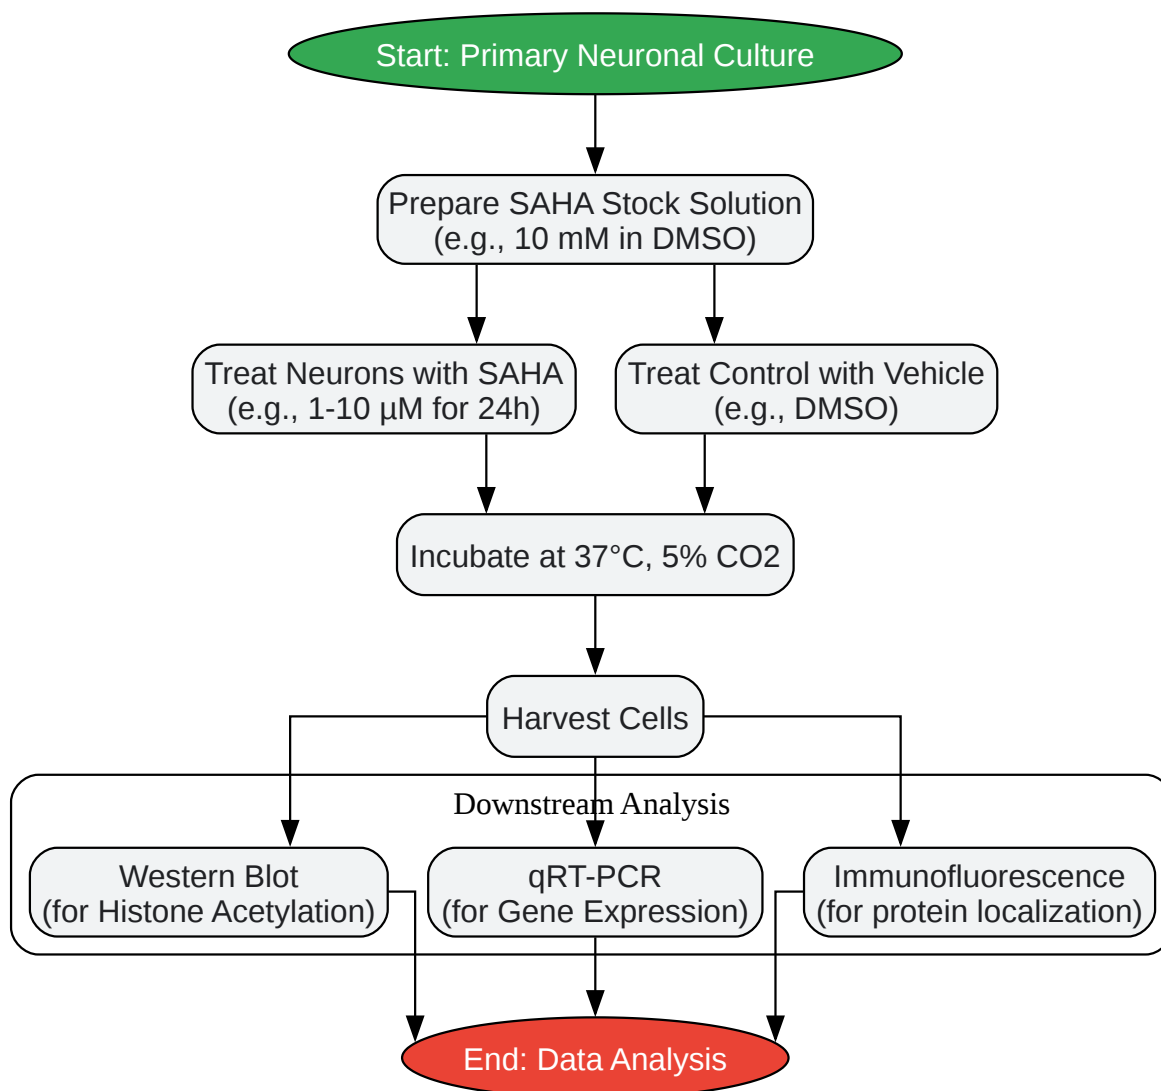 Start: Primary Neuronal Culture
Prepare SAHA Stock Solution
(e.g., 10 mM in DMSO)
Treat Neurons with SAHA
(e.g., 1-10 µM for 24h)
Treat Control with Vehicle
(e.g., DMSO)
Incubate at 37°C, 5% CO2
Harvest Cells
Downstream Analysis
Western Blot
(for Histone Acetylation)
qRT-PCR
(for Gene Expression)
Immunofluorescence
(for protein localization)
End: Data Analysis